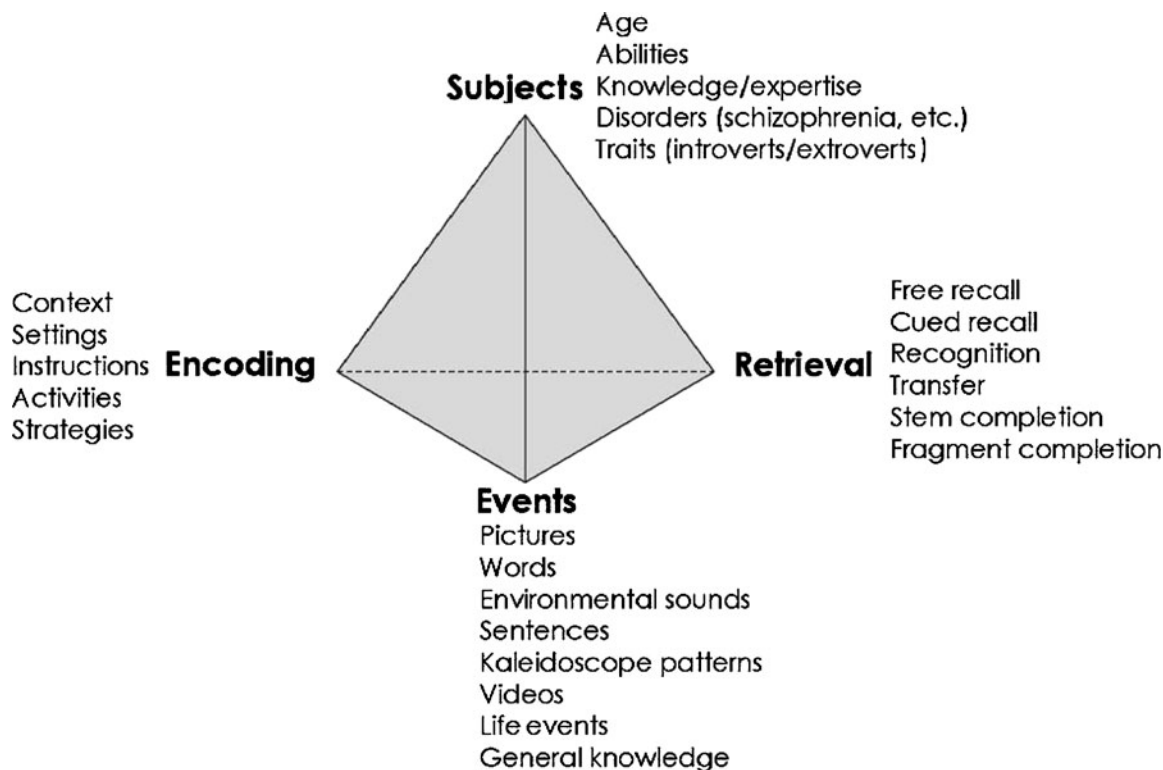 Subjects
Age
Abilities
Knowledge/expertise
Disorders (schizophrenia, etc.)
Traits (introverts/extroverts)
Encoding
Context
Settings
Instructions
Activities
Strategies
Retrieval
Free recall
Cued recall
Recognition
Transfer
Stem completion
Fragment completion
Events
Pictures
Words
Environmental sounds
Sentences
Kaleidoscope patterns
Videos
Life events
General knowledge